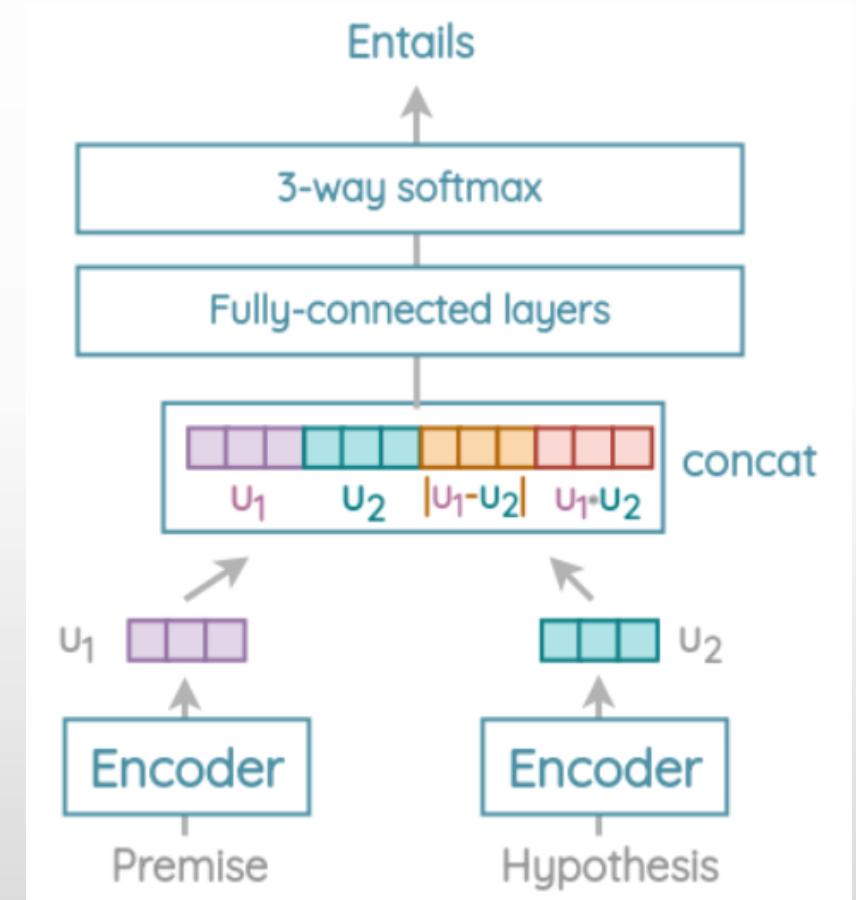 Entails
3-way softmax
Fully-connected layers
concat
U1 U2 |U1-U2| U1•U2
U1 U2
Encoder Encoder
Premise Hypothesis